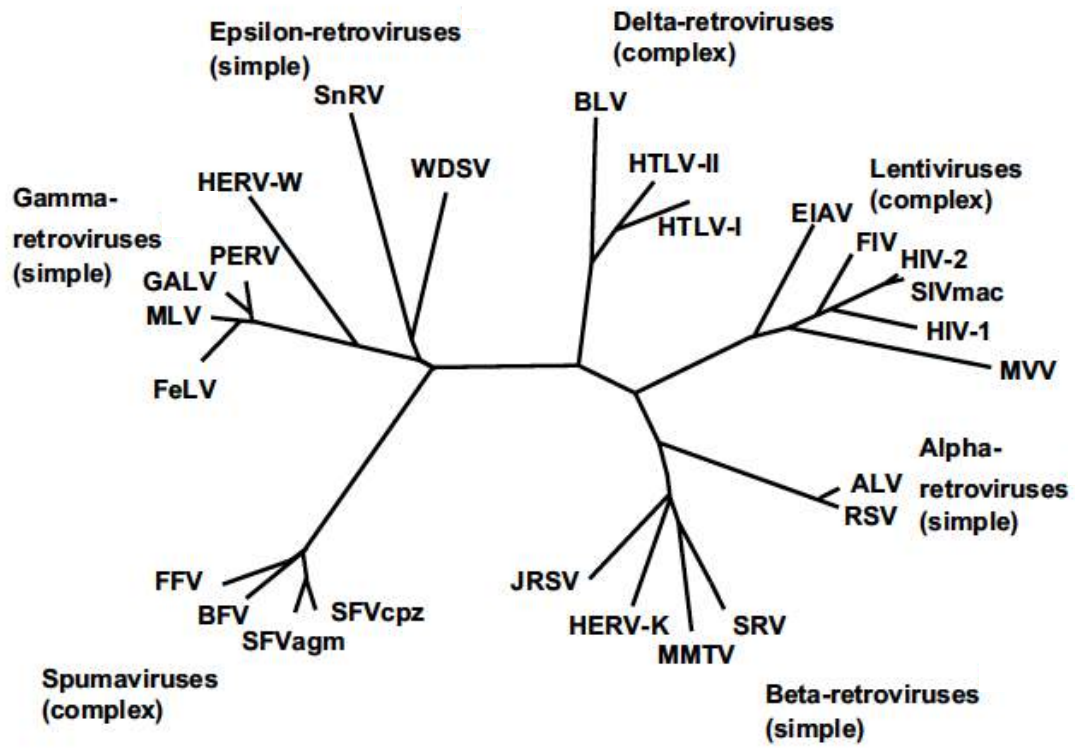 Epsilon-retroviruses
(simple)
SnRV
WDSV
HERV-W
Gamma-
retroviruses
(simple)
PERV
GALV
MLV
FeLV
Delta-retroviruses
(complex)
BLV
HTLV-II
HTLV-I
Lentiviruses
(complex)
EIAV
FIV
HIV-2
SIVmac
HIV-1
MVV
Alpha-
retroviruses
(simple)
ALV
RSV
JRSV
HERV-K
MMTV
SRV
Beta-retroviruses
(simple)
FFV
BFV
SFVagm
SFVcpz
Spumaviruses
(complex)